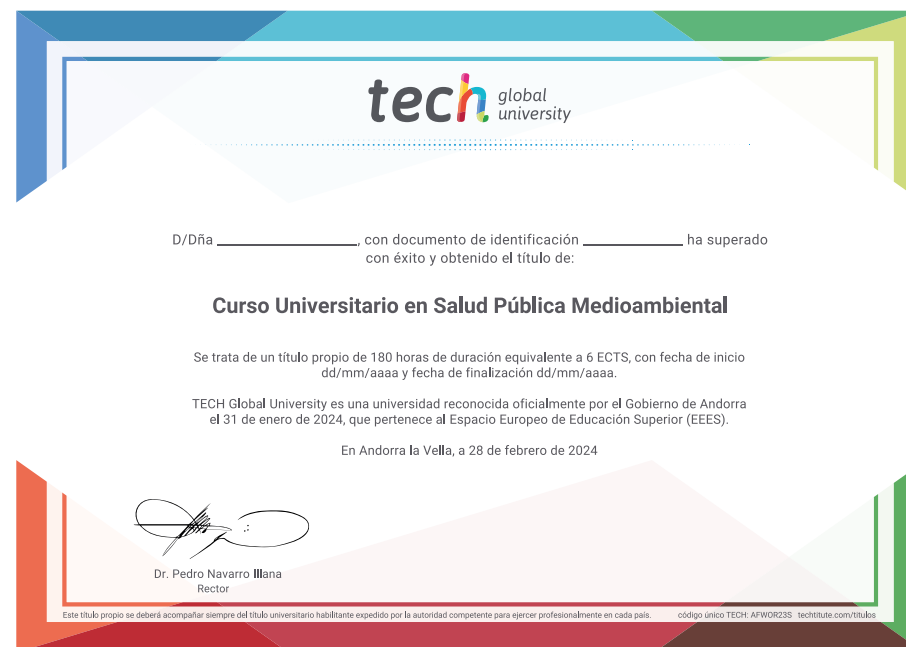 tech global university
D/Dña ____________, con documento de identificación ____________ ha superado
con éxito y obtenido el título de:
Curso Universitario en Salud Pública Medioambiental
Se trata de un título propio de 180 horas de duración equivalente a 6 ECTS, con fecha de inicio
dd/mm/aaaa y fecha de finalización dd/mm/aaaa.
TECH Global University es una universidad reconocida oficialmente por el Gobierno de Andorra
el 31 de enero de 2024, que pertenece al Espacio Europeo de Educación Superior (EEES).
En Andorra la Vella, a 28 de febrero de 2024
Dr. Pedro Navarro Illana
Rector
Este título propio se deberá acompañar siempre del título universitario habilitante expedido por la autoridad competente para ejercer profesionalmente en cada país. código único TECH: AFWOR23S techtitute.com/titulos